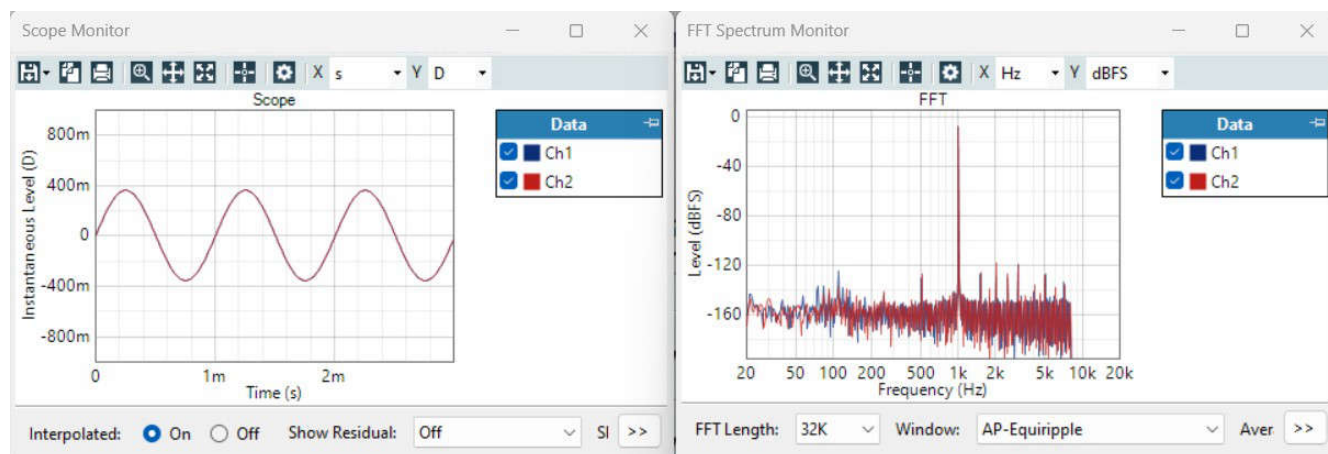 Scope Monitor
X s Y D
Scope
Data
Ch1
Ch2
Instantaneous Level (D)
800m
400m
0
-400m
-800m
0 1m 2m
Time (s)
Interpolated: On Off Show Residual: Off SI >>
FFT Spectrum Monitor
X Hz Y dBFS
FFT
Data
Ch1
Ch2
Level (dBFS)
0
-40
-80
-120
-160
20 50 100 200 500 1k 2k 5k 10k 20k
Frequency (Hz)
FFT Length: 32K Window: AP-Equiripple Aver >>